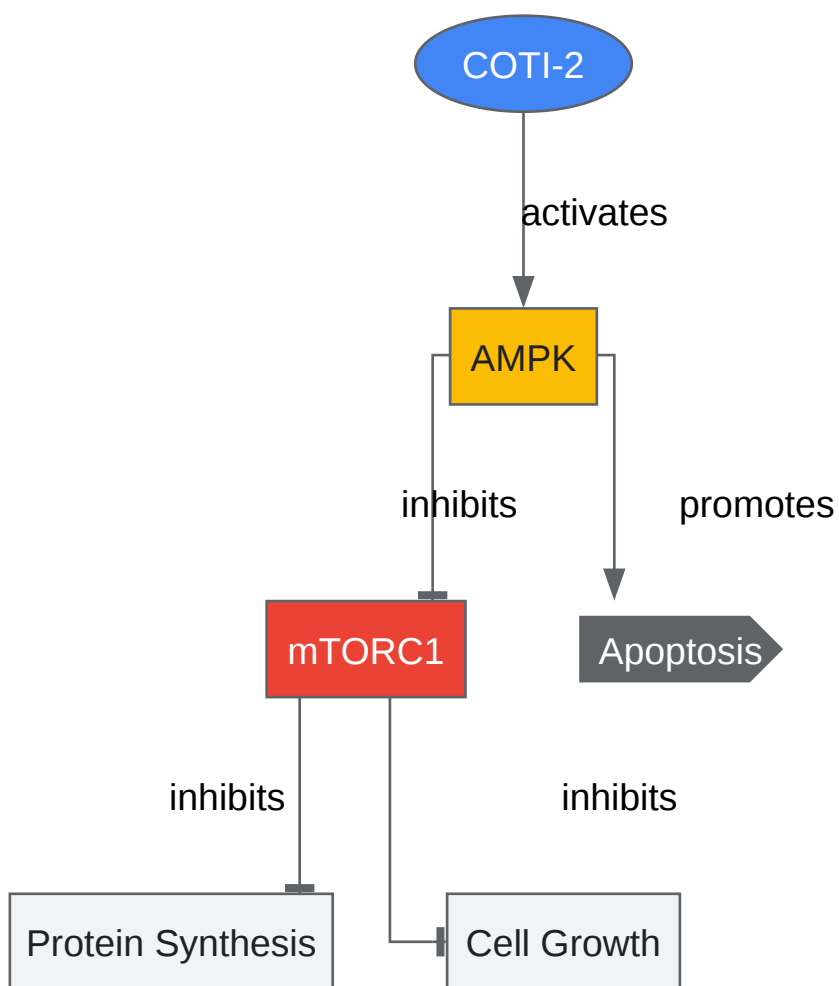 COTI-2
activates
AMPK
inhibits
promotes
mTORC1
Apoptosis
inhibits
inhibits
Protein Synthesis
Cell Growth